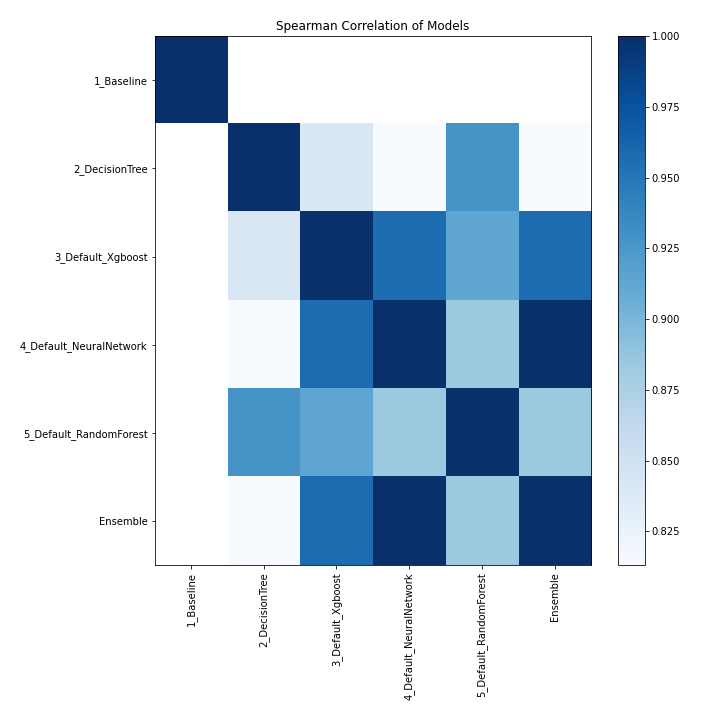 Spearman Correlation of Models
1_Baseline
2_DecisionTree
3_Default_Xgboost
4_Default_NeuralNetwork
5_Default_RandomForest
Ensemble
1_Baseline
2_DecisionTree
3_Default_Xgboost
4_Default_NeuralNetwork
5_Default_RandomForest
Ensemble
1.000
0.975
0.950
0.925
0.900
0.875
0.850
0.825